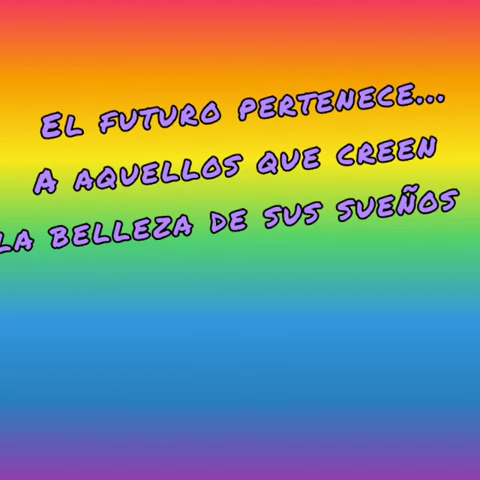 El futuro pertenece...
A aquellos que creen
la belleza de sus sueños